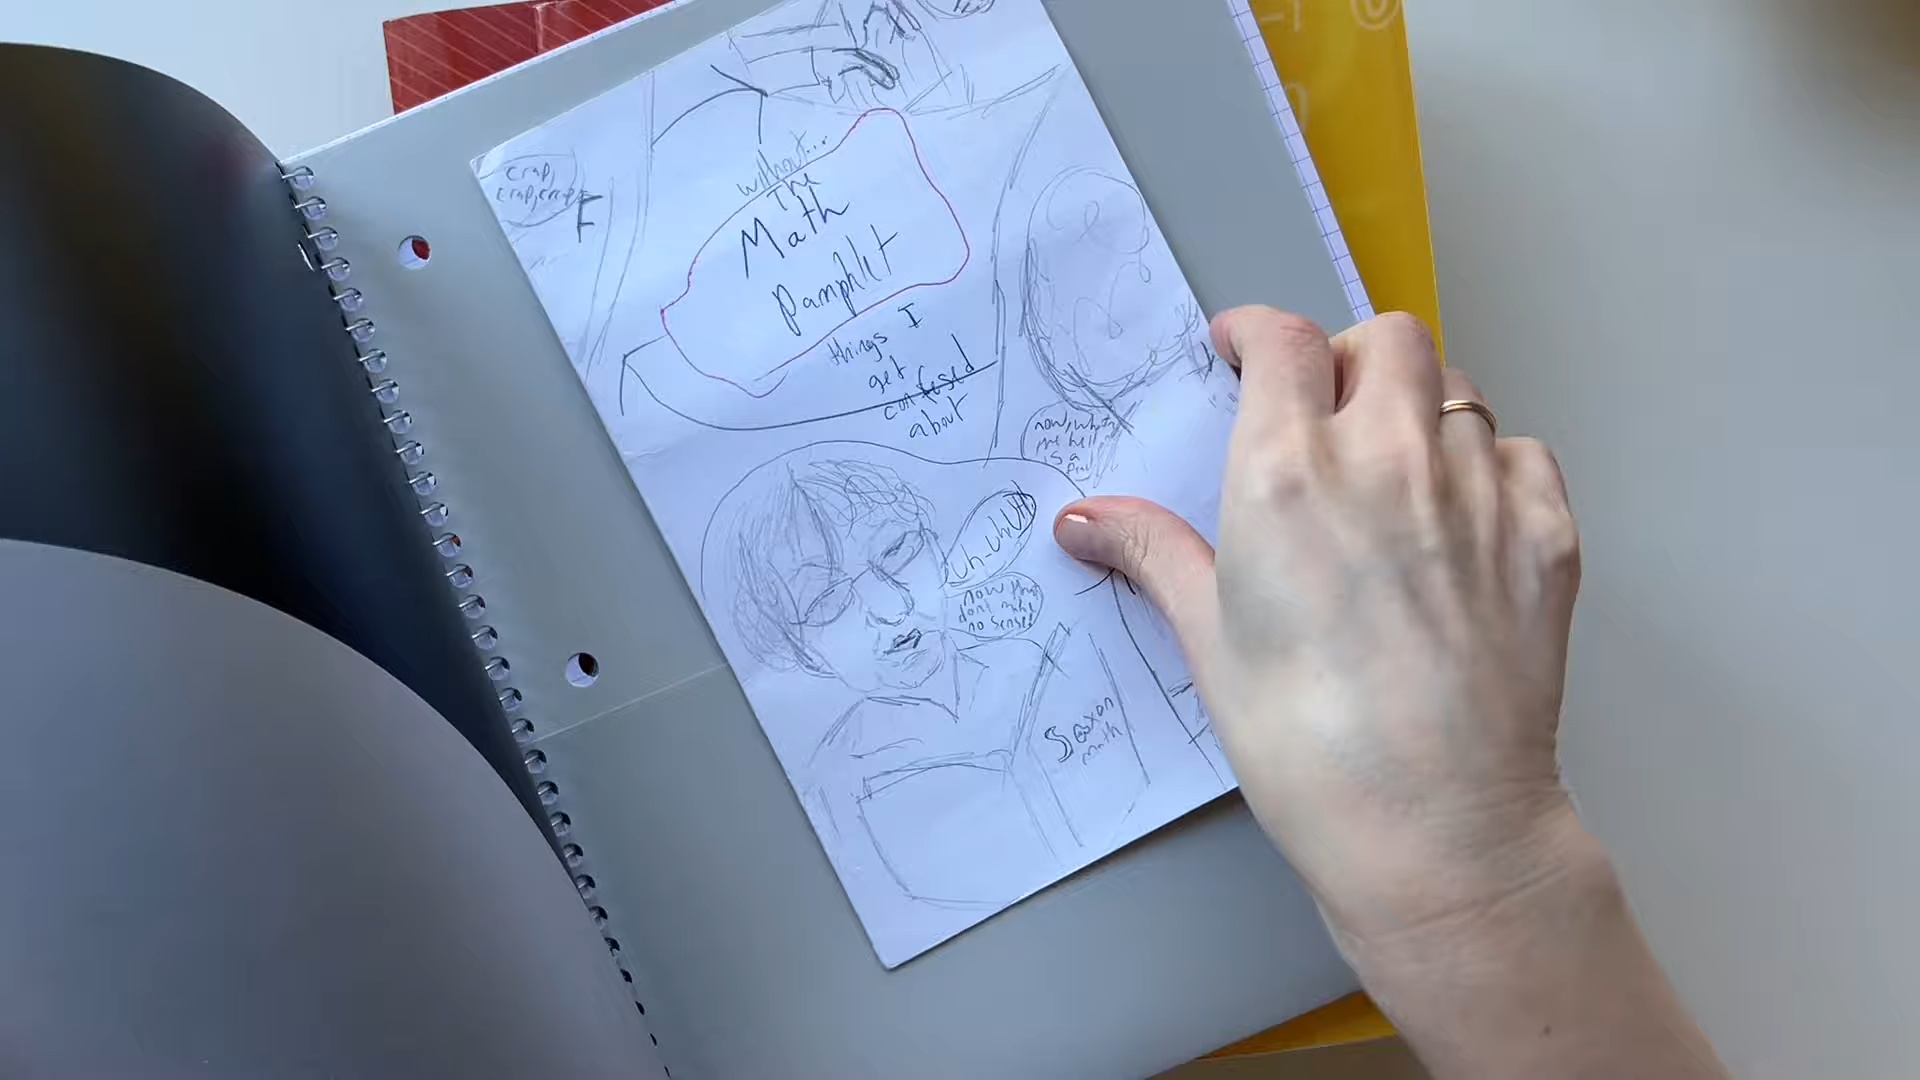 crap,
crap, crap
without...
The
Math
Pamphlet
things I
get
confused
about
now, what
the hell
is a
uh-uhuh
now that
don't make
no sense!
Saxon
math